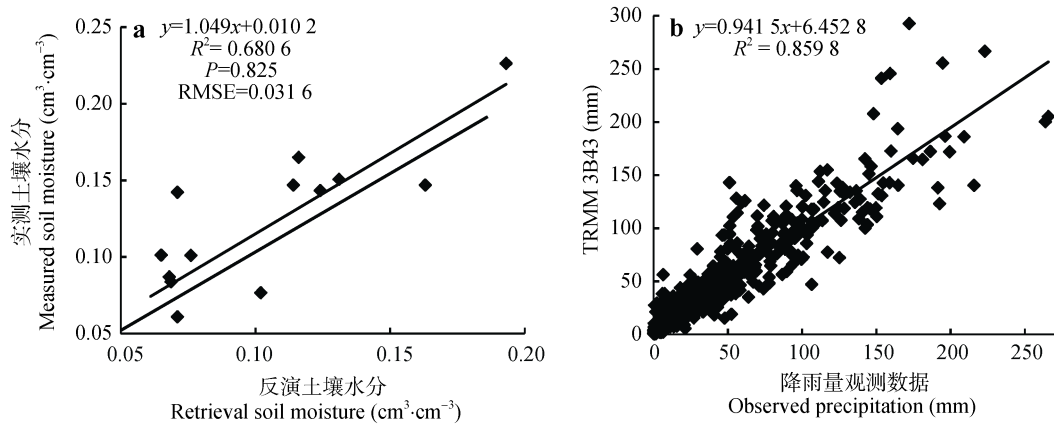 a
y=1.049x+0.010 2
R²= 0.680 6
P=0.825
RMSE=0.031 6
0.25
0.20
0.15
0.10
0.05
0.05
0.10
0.15
0.20
实测土壤水分
Measured soil moisture (cm³·cm⁻³)
反演土壤水分
Retrieval soil moisture (cm³·cm⁻³)
b
y=0.941 5x+6.452 8
R² = 0.859 8
300
250
200
150
100
50
0
0
50
100
150
200
250
TRMM 3B43 (mm)
降雨量观测数据
Observed precipitation (mm)